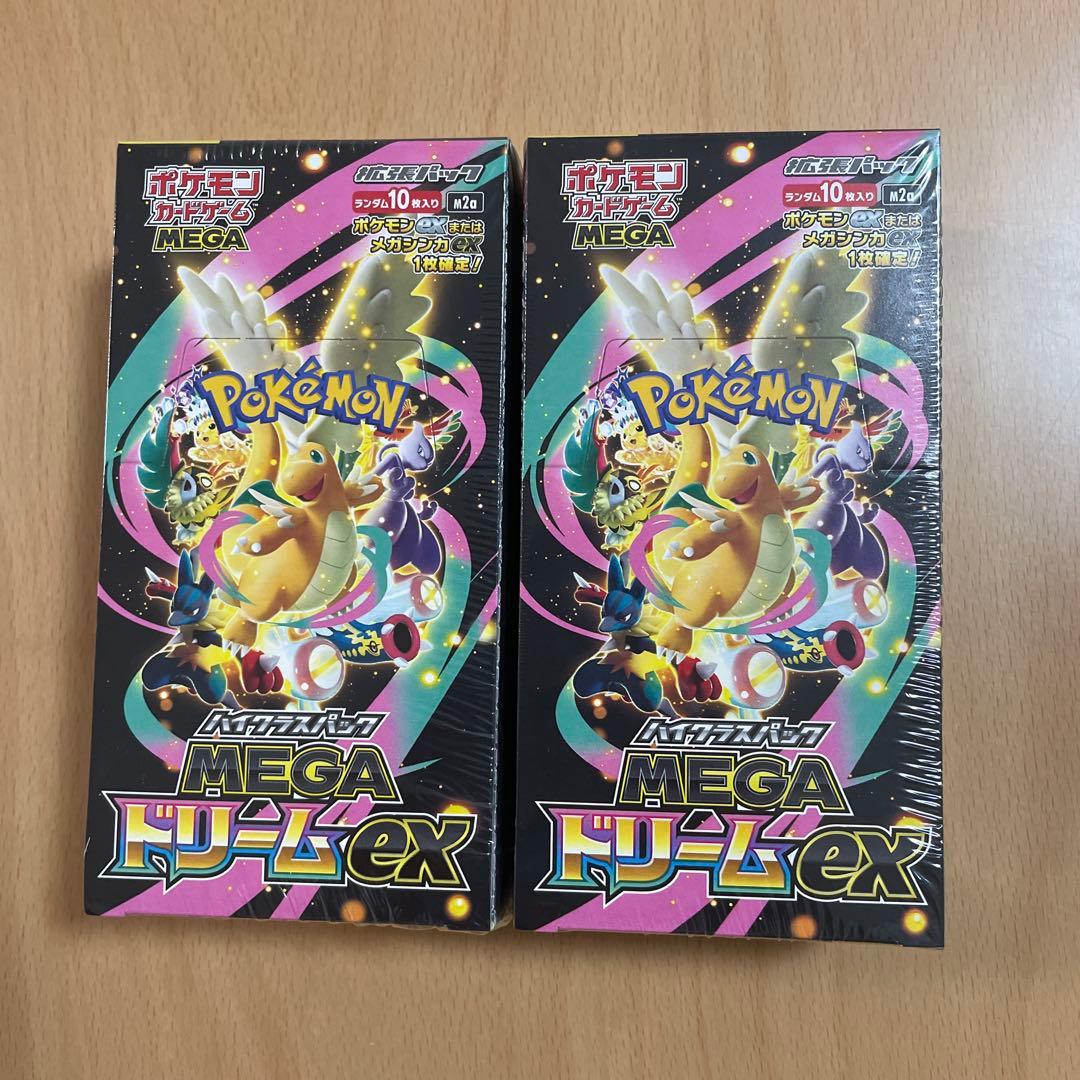 ポケモン
カードゲーム
MEGA
拡張パック
ランダム10枚入り M2a
ポケモンexまたは
メガシンカex
1枚確定!
POKéMON
ハイクラスパック
MEGA
ドリームex
ポケモン
カードゲーム
MEGA
拡張パック
ランダム10枚入り M2a
ポケモンexまたは
メガシンカex
1枚確定!
POKéMON
ハイクラスパック
MEGA
ドリームex